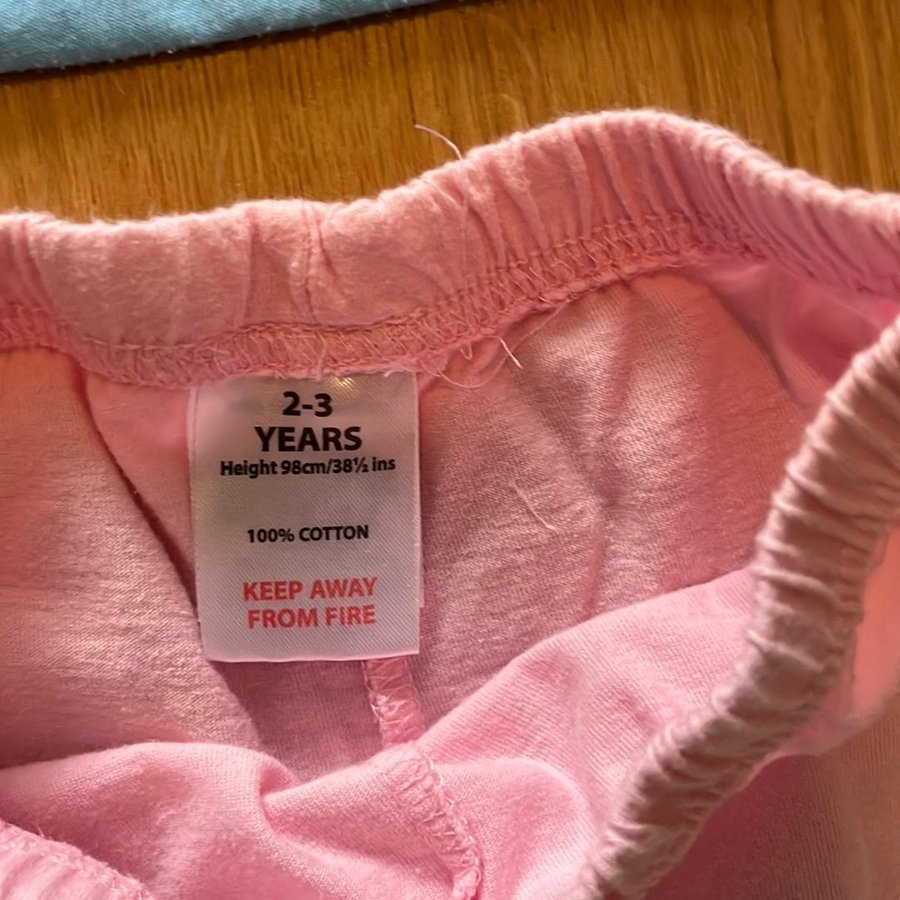 2-3
YEARS
Height 98cm/38½ ins
100% COTTON
KEEP AWAY
FROM FIRE